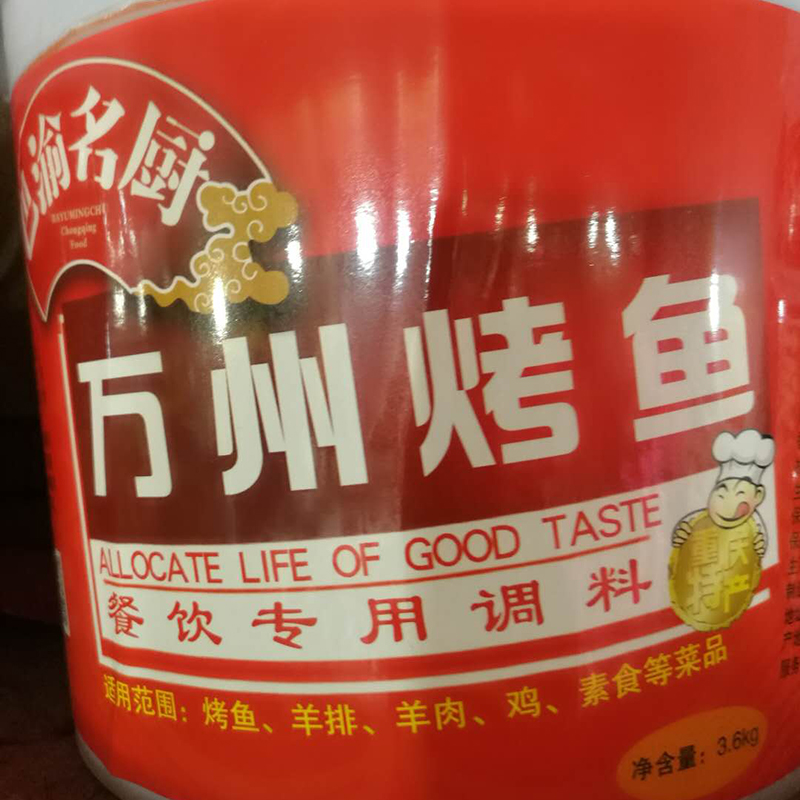 巴渝名厨
BAYUMINGCHU
Chongqing
Food
万州烤鱼
ALLOCATE LIFE OF GOOD TASTE
餐饮专用调料
重庆
特产
适用范围：烤鱼、羊排、羊肉、鸡、素食等菜品
净含量：3.6kg